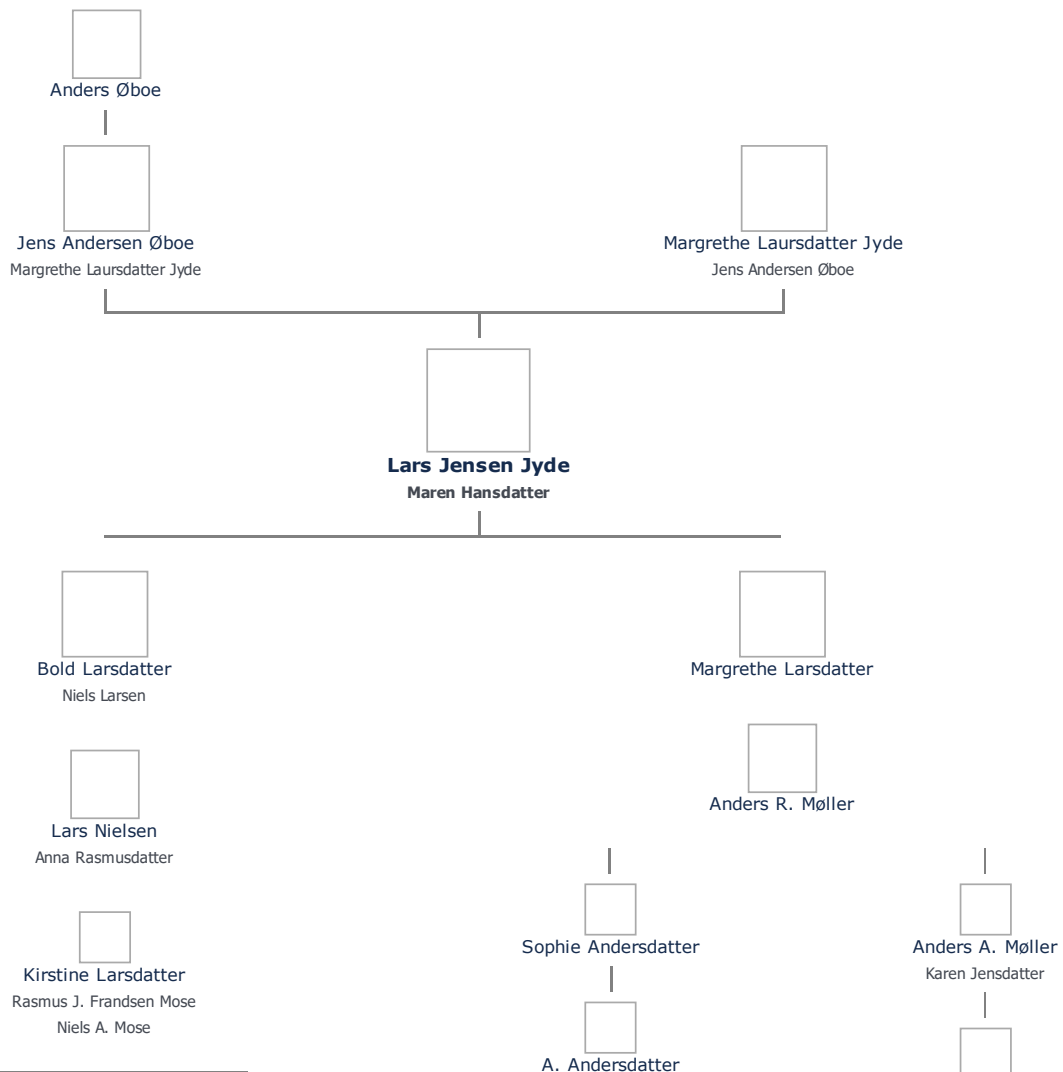 Anders Øboe
Jens Andersen Øboe
Margrethe Laursdatter Jyde
Margrethe Laursdatter Jyde
Jens Andersen Øboe
Lars Jensen Jyde
Maren Hansdatter
Bold Larsdatter
Niels Larsen
Margrethe Larsdatter
Anders R. Møller
Lars Nielsen
Anna Rasmusdatter
Kirstine Larsdatter
Rasmus J. Frandsen Mose
Niels A. Mose
Sophie Andersdatter
A. Andersdatter
Anders A. Møller
Karen Jensdatter